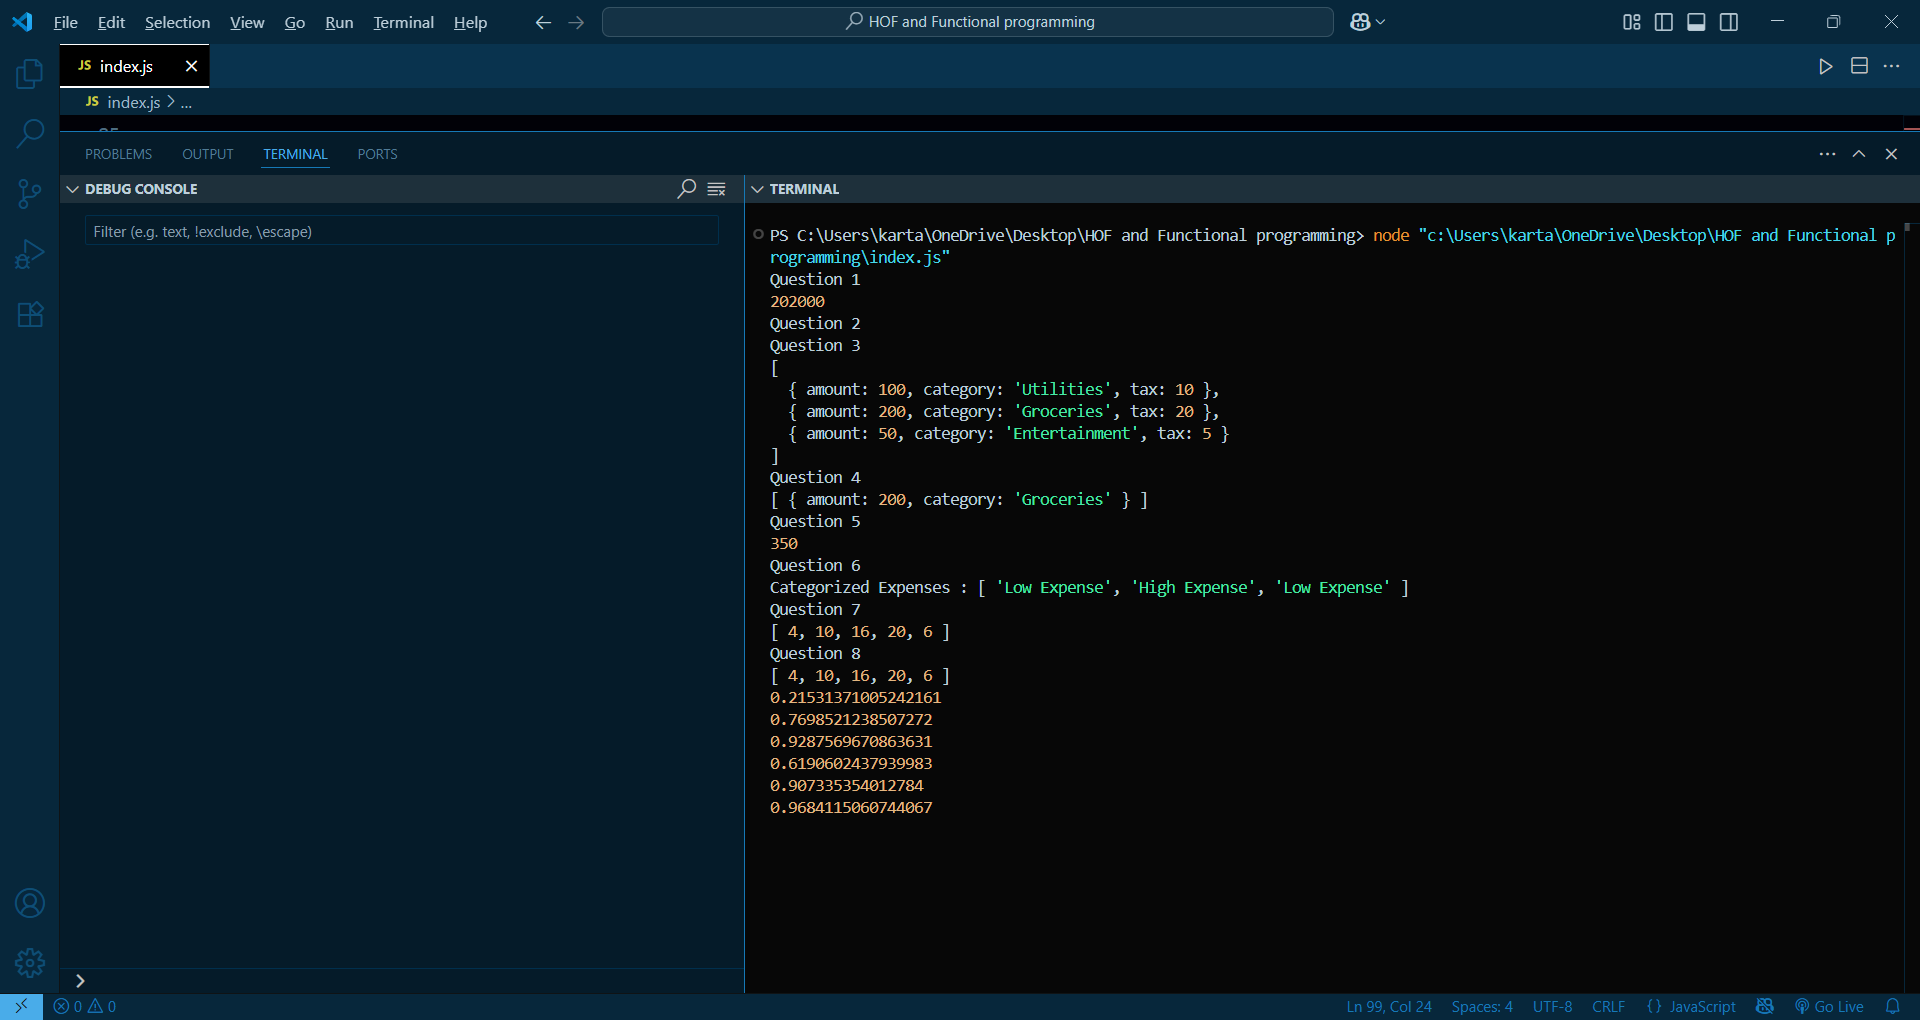 File Edit Selection View Go Run Terminal Help
HOF and Functional programming
JS index.js
JS index.js > ...
PROBLEMS OUTPUT TERMINAL PORTS
DEBUG CONSOLE
Filter (e.g. text, !exclude, \escape)
TERMINAL
PS C:\Users\karta\OneDrive\Desktop\HOF and Functional programming> node "c:\Users\karta\OneDrive\Desktop\HOF and Functional p
rogramming\index.js"
Question 1
202000
Question 2
Question 3
[
  { amount: 100, category: 'Utilities', tax: 10 },
  { amount: 200, category: 'Groceries', tax: 20 },
  { amount: 50, category: 'Entertainment', tax: 5 }
]
Question 4
[ { amount: 200, category: 'Groceries' } ]
Question 5
350
Question 6
Categorized Expenses : [ 'Low Expense', 'High Expense', 'Low Expense' ]
Question 7
[ 4, 10, 16, 20, 6 ]
Question 8
[ 4, 10, 16, 20, 6 ]
0.21531371005242161
0.7698521238507272
0.9287569670863631
0.6190602437939983
0.907335354012784
0.9684115060744067
0 0 Ln 99, Col 24 Spaces: 4 UTF-8 CRLF {} JavaScript Go Live